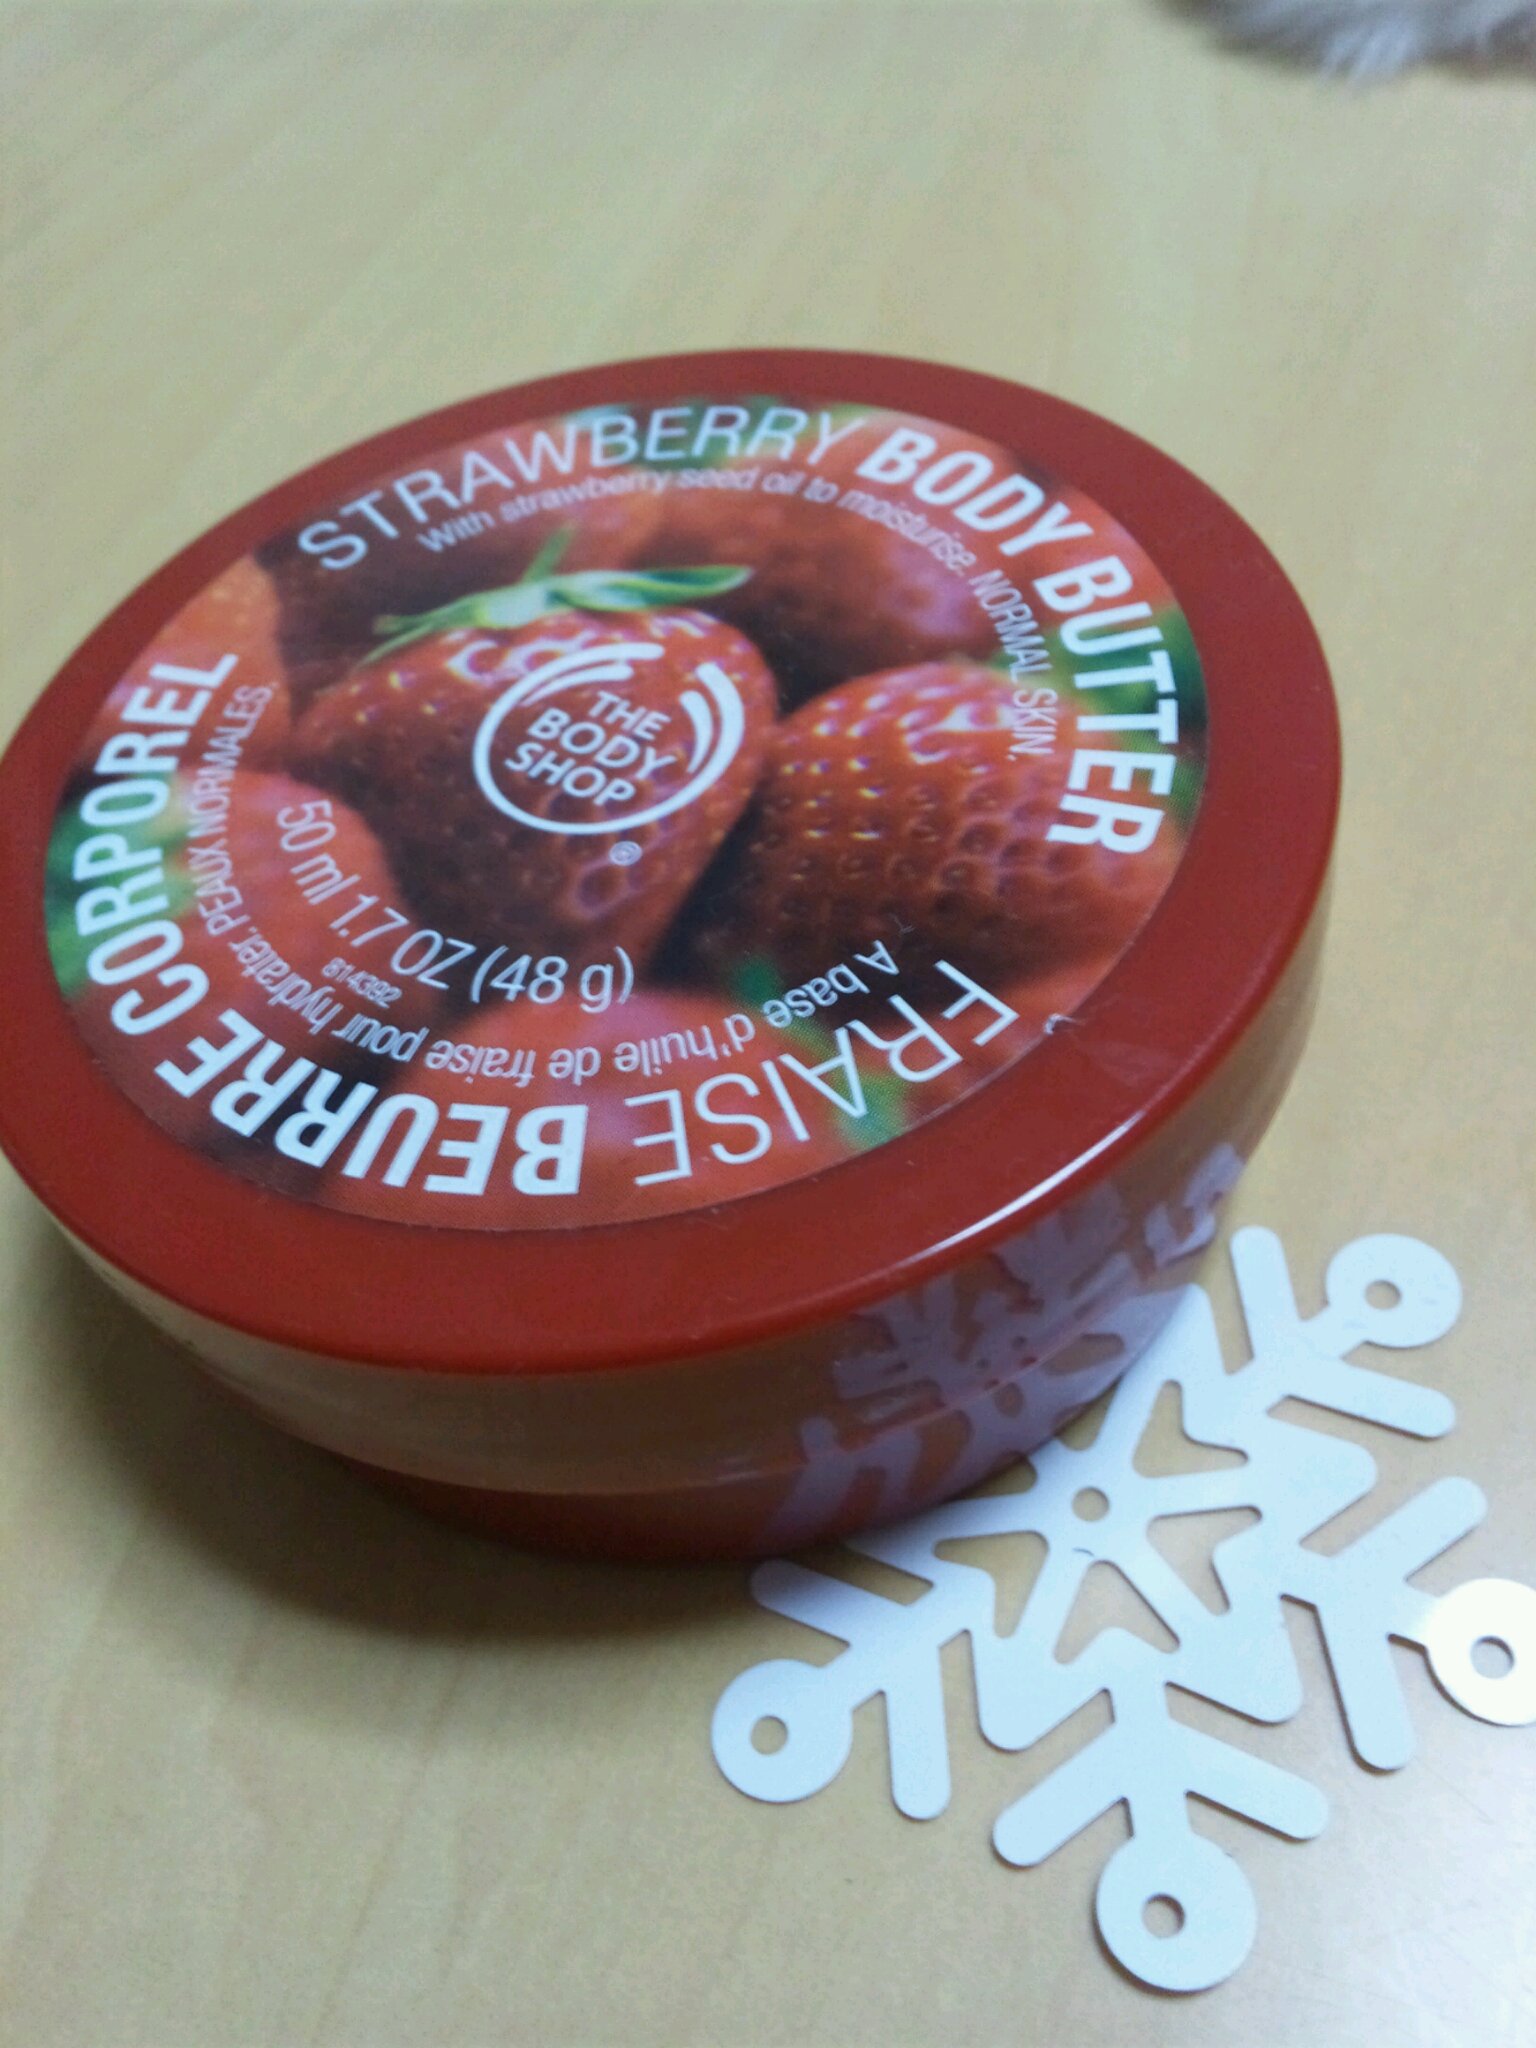 STRAWBERRY BODY BUTTER
With strawberry seed oil to moisturise. NORMAL SKIN.
THE
BODY
SHOP
®
50 ml 1.7 OZ (48 g)
FRAISE BEURRE CORPOREL
A base d'huile de fraise pour hydrater. PEAUX NORMALES.